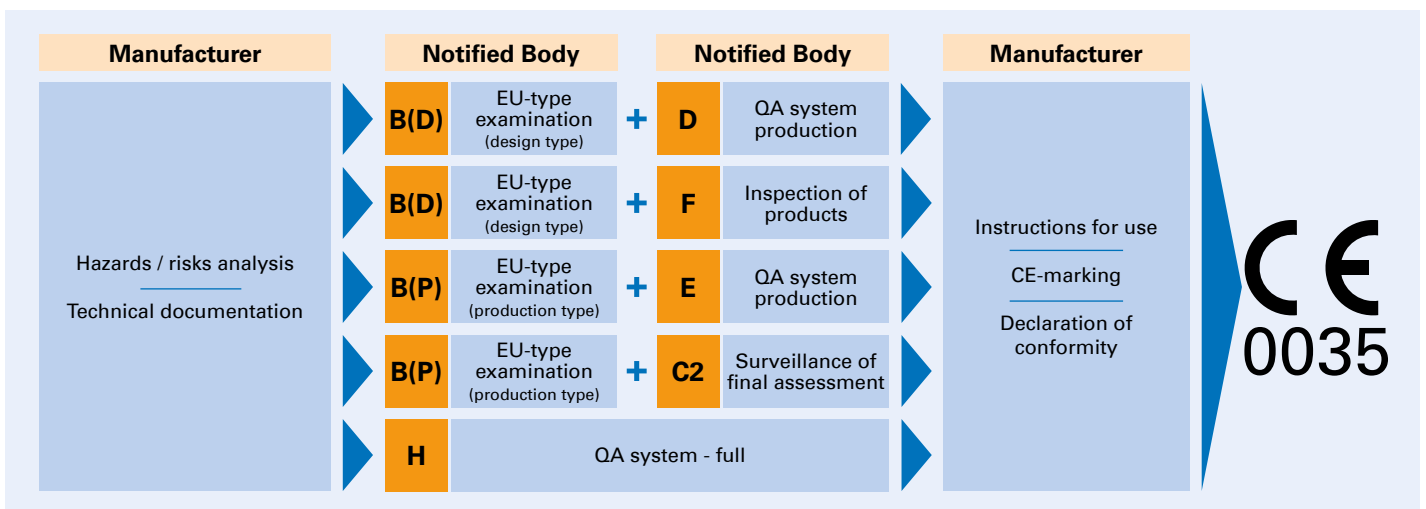 Manufacturer
Notified Body
Notified Body
Manufacturer
Hazards / risks analysis
Technical documentation
B(D)
EU-type
examination
(design type)
+
D
QA system
production
B(D)
EU-type
examination
(design type)
+
F
Inspection of
products
B(P)
EU-type
examination
(production type)
+
E
QA system
production
B(P)
EU-type
examination
(production type)
+
C2
Surveillance of
final assessment
H
QA system - full
Instructions for use
CE-marking
Declaration of
conformity
CE
0035